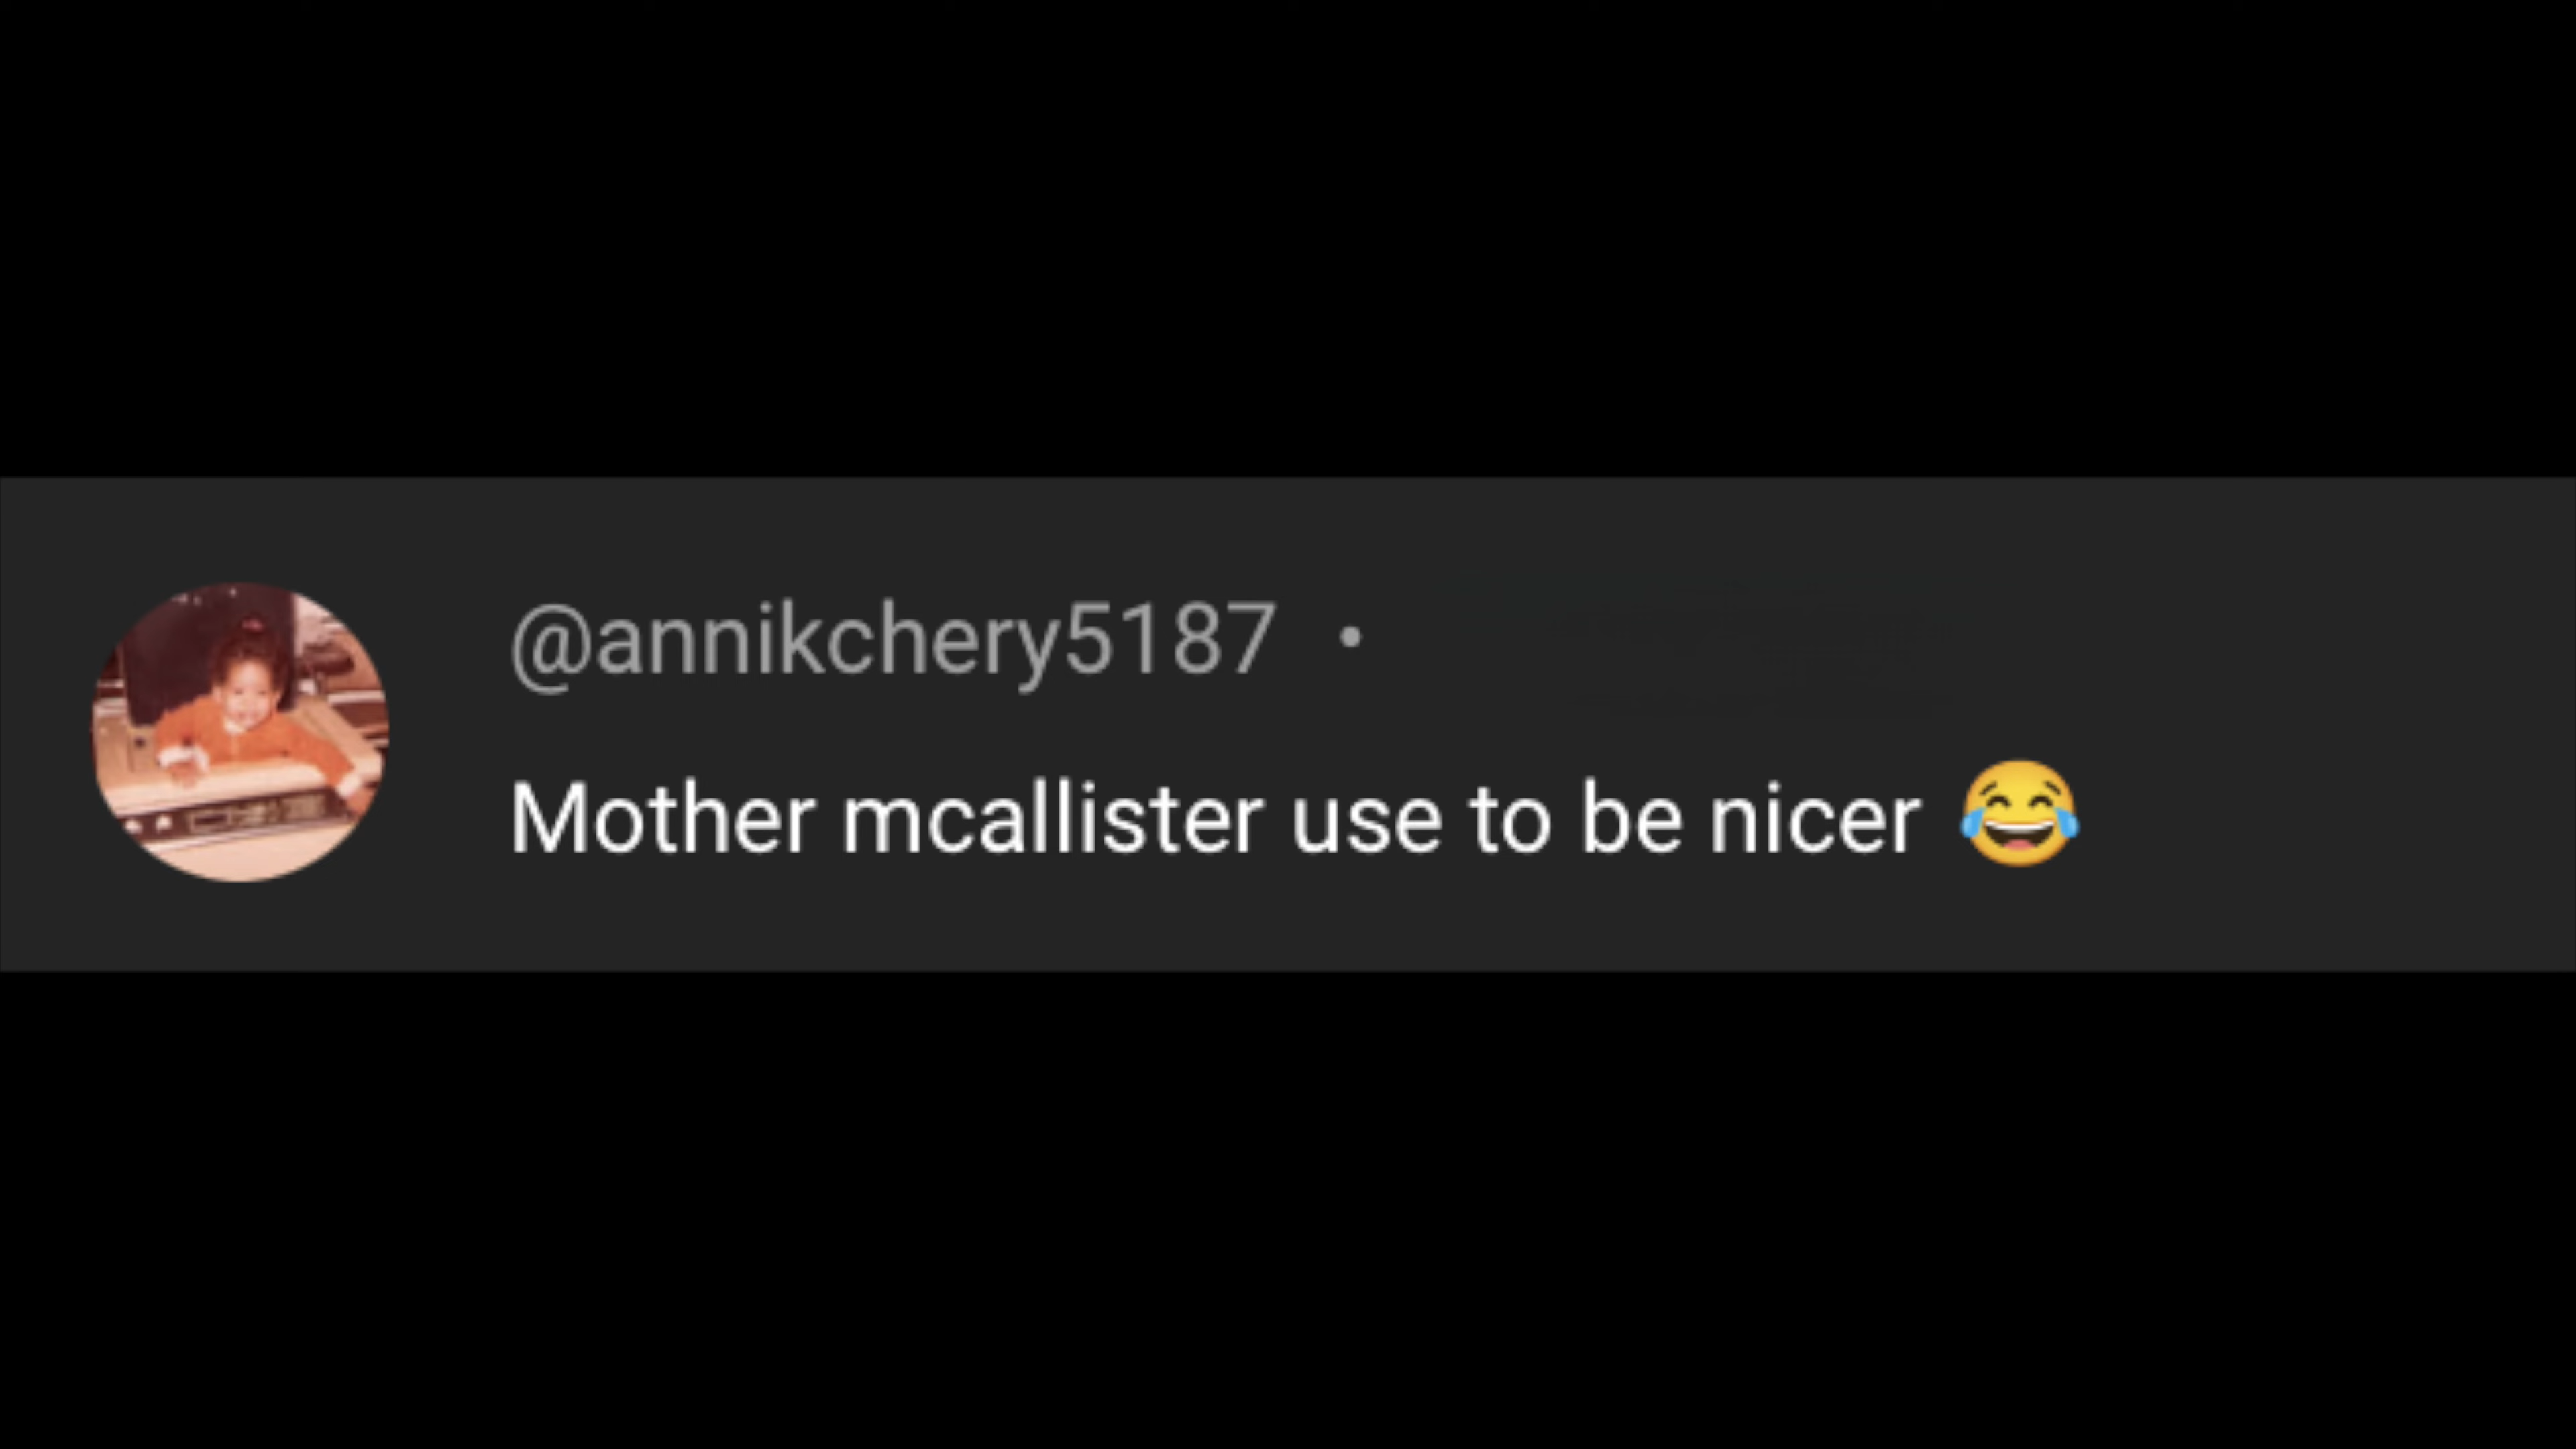 @annikchery5187 •
Mother mcallister use to be nicer 😂